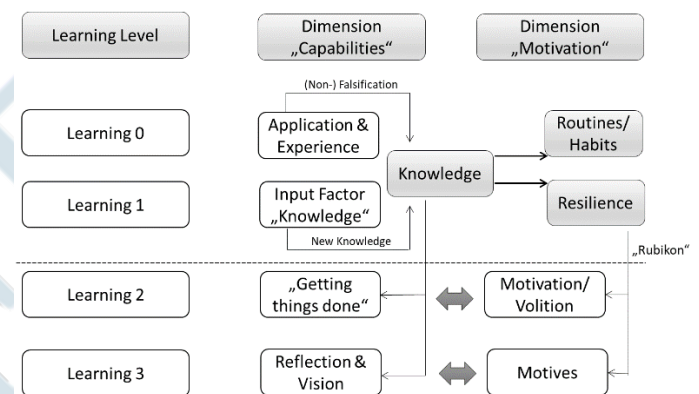 Learning Level
Dimension
„Capabilities“
Dimension
„Motivation“
(Non-) Falsification
Learning 0
Application &
Experience
Routines/
Habits
Knowledge
Learning 1
Input Factor
„Knowledge“
Resilience
New Knowledge
„Rubikon“
Learning 2
„Getting
things done“
Motivation/
Volition
Learning 3
Reflection &
Vision
Motives